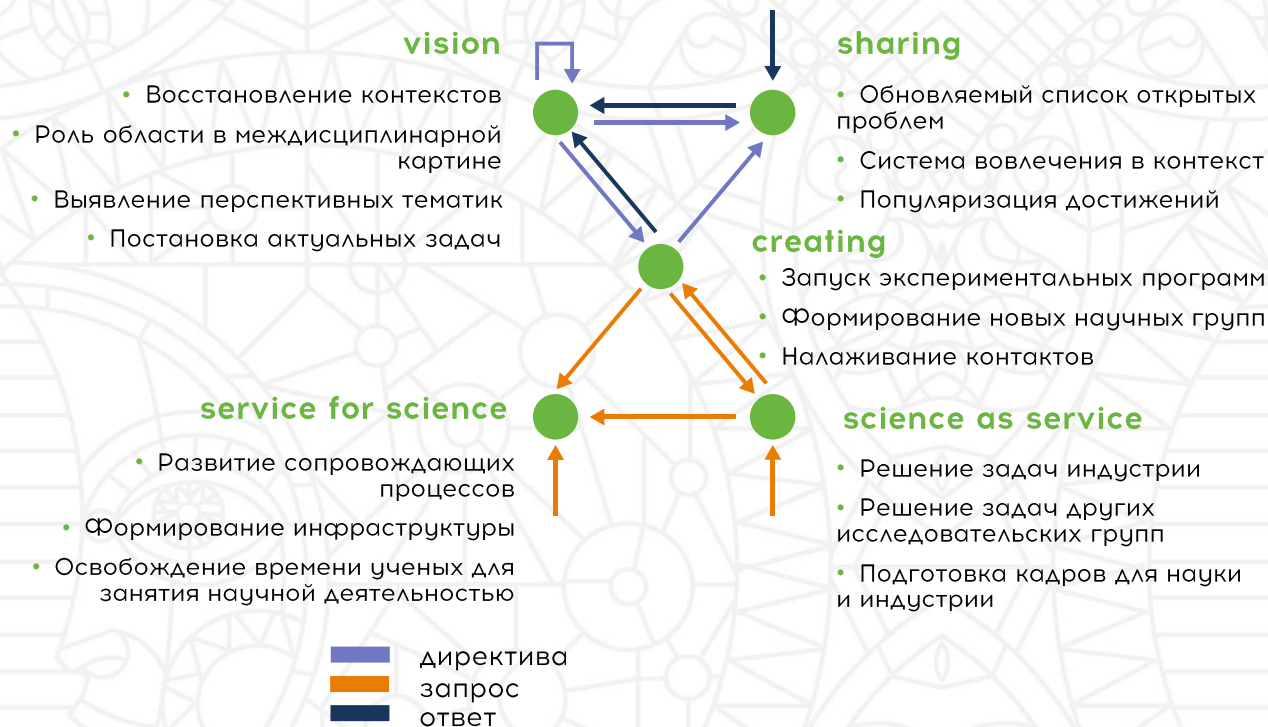 vision
• Восстановление контекстов
• Роль области в междисциплинарной
картине
• Выявление перспективных тематик
• Постановка актуальных задач
sharing
• Обновляемый список открытых
проблем
• Система вовлечения в контекст
• Популяризация достижений
creating
• Запуск экспериментальных программ
• Формирование новых научных групп
• Налаживание контактов
service for science
• Развитие сопровождающих
процессов
• Формирование инфраструктуры
• Освобождение времени ученых для
занятия научной деятельностью
science as service
• Решение задач индустрии
• Решение задач других
исследовательских групп
• Подготовка кадров для науки
и индустрии
директива
запрос
ответ